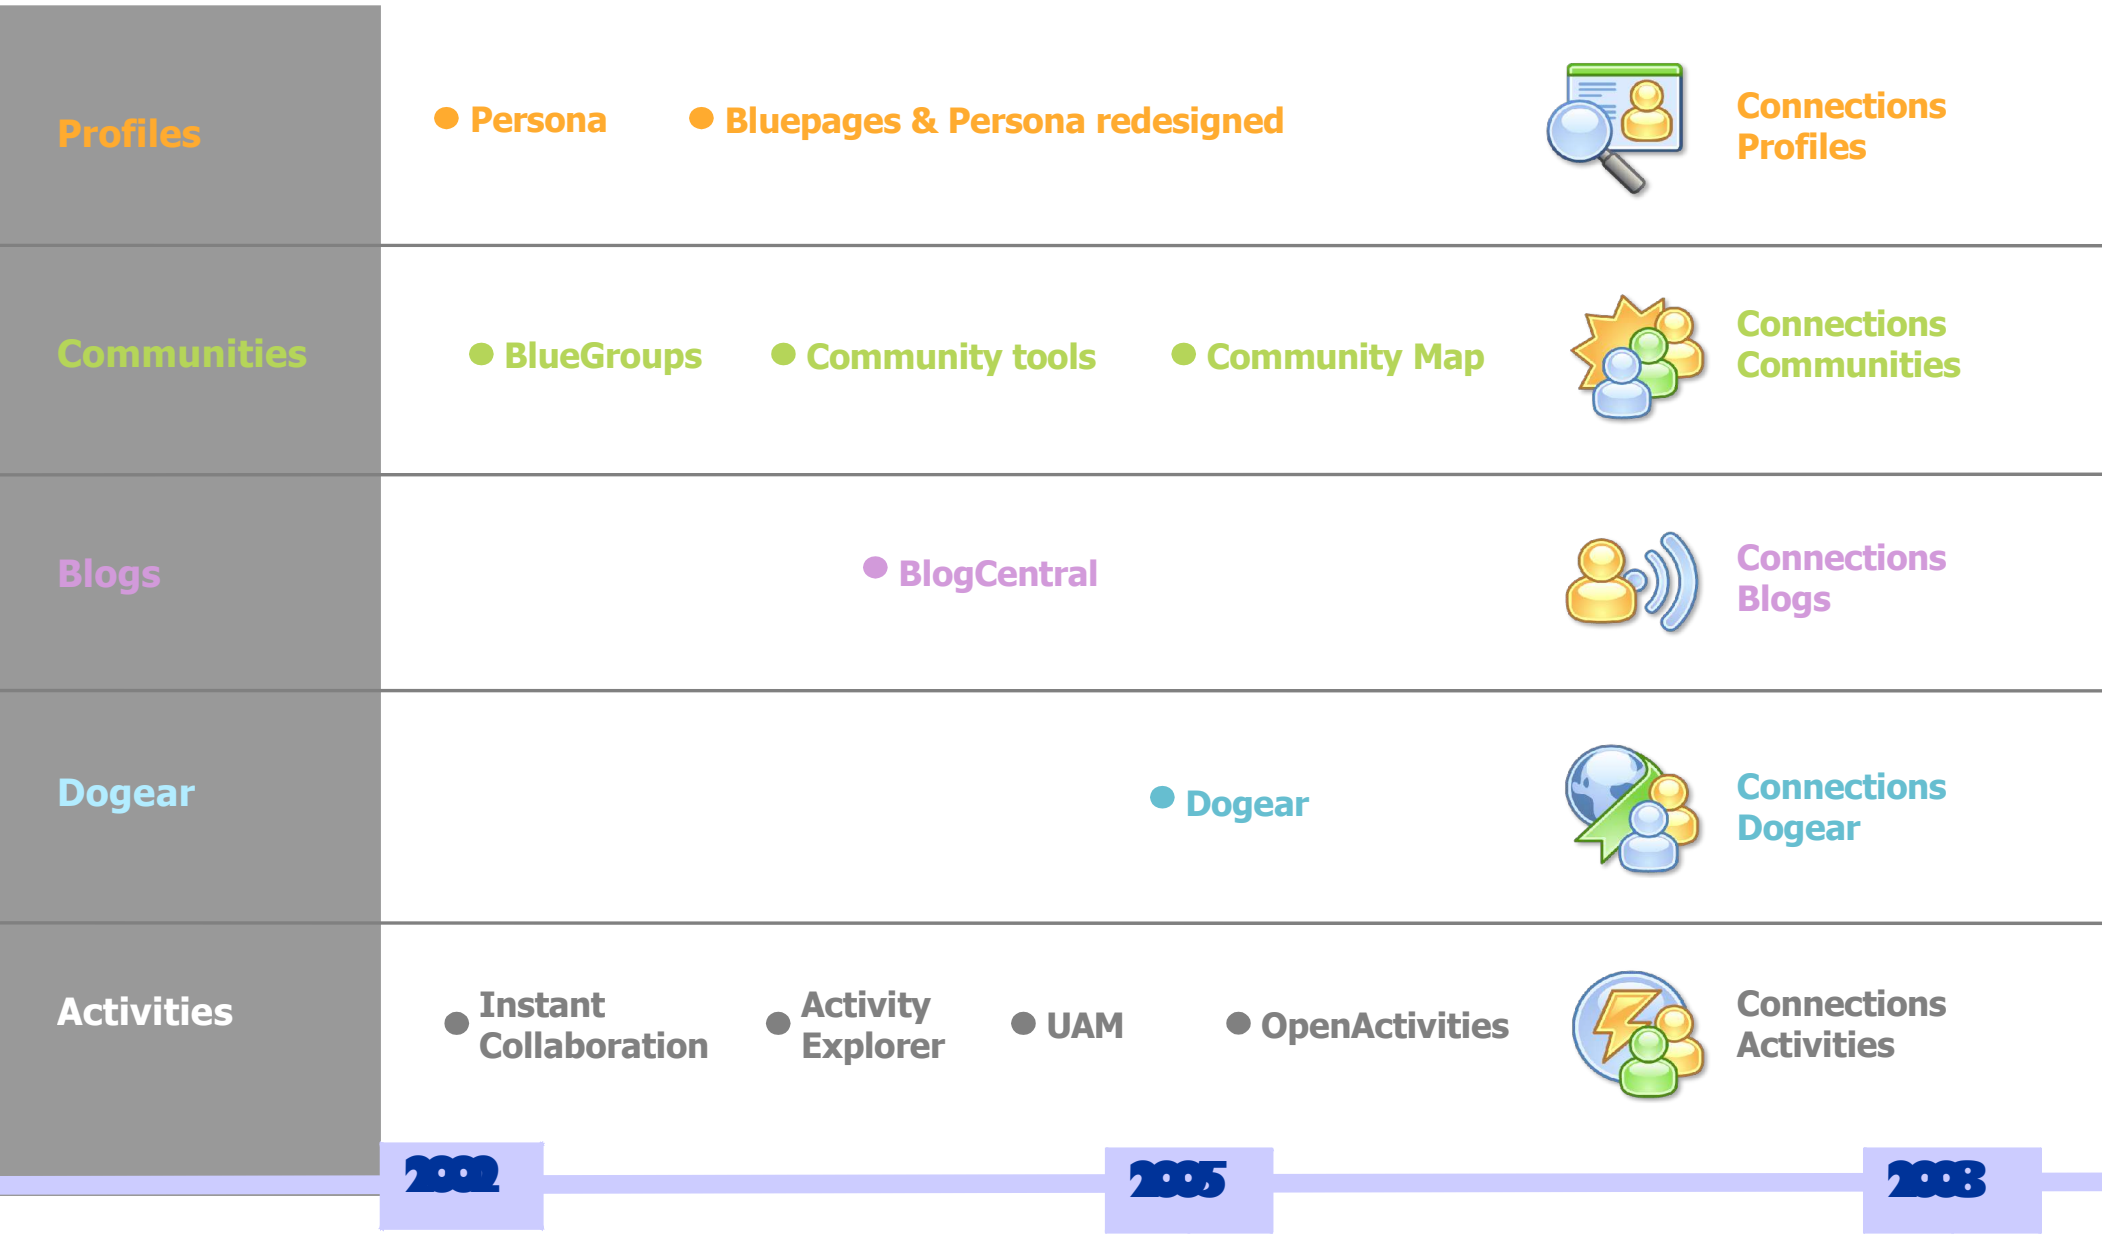 Profiles
Persona
Bluepages & Persona redesigned
Connections
Profiles
Communities
BlueGroups
Community tools
Community Map
Connections
Communities
Blogs
BlogCentral
Connections
Blogs
Dogear
Dogear
Connections
Dogear
Activities
Instant
Collaboration
Activity
Explorer
UAM
OpenActivities
Connections
Activities
2002
2005
2008